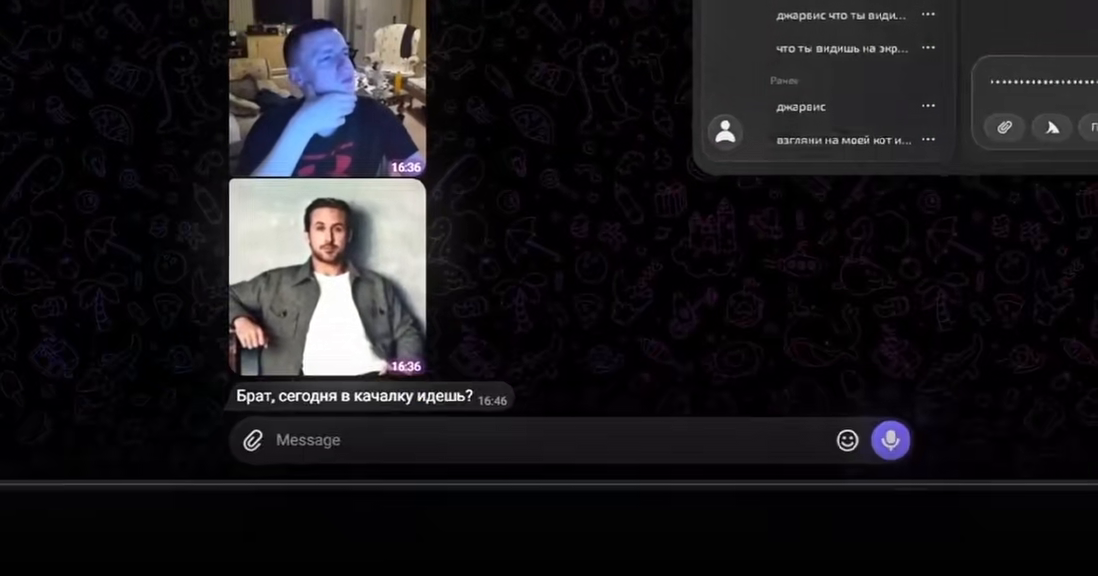 джарвис что ты види...
что ты видишь на экр...
Ранее
джарвис
взгляни на моей кот и...
16:36
16:36
Брат, сегодня в качалку идешь? 16:46
Message